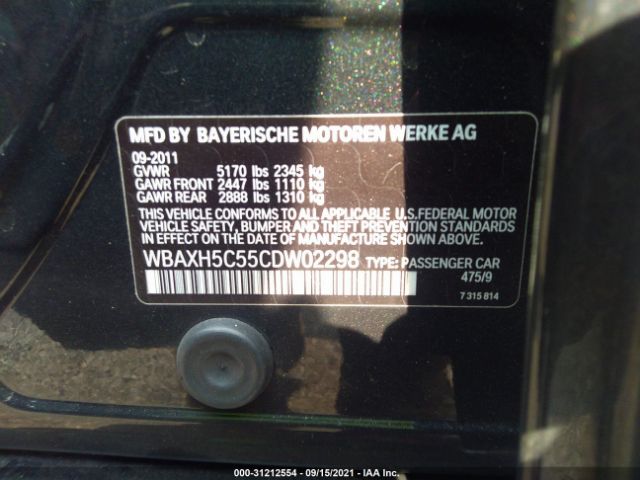 MFD BY BAYERISCHE MOTOREN WERKE AG
09-2011
GVWR 5170 lbs 2345 kg
GAWR FRONT 2447 lbs 1110 kg
GAWR REAR 2888 lbs 1310 kg
THIS VEHICLE CONFORMS TO ALL APPLICABLE U.S.FEDERAL MOTOR
VEHICLE SAFETY, BUMPER AND THEFT PREVENTION STANDARDS
IN EFFECT ON THE DATE OF MANUFACTURE SHOWN ABOVE.
WBAXH5C55CDW02298 TYPE: PASSENGER CAR
475/9
7 315 814
000-31212554 - 09/15/2021 - IAA Inc.